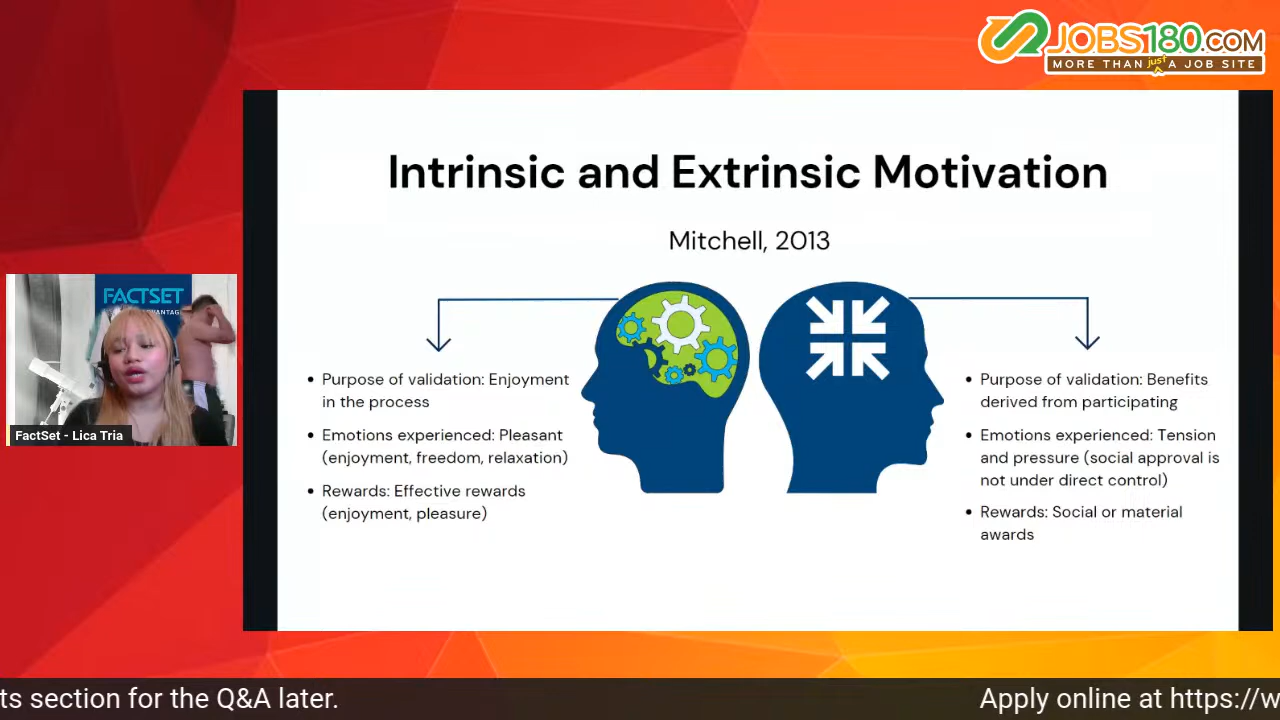 JOBS180.COM
MORE THAN just A JOB SITE
Intrinsic and Extrinsic Motivation
Mitchell, 2013
• Purpose of validation: Enjoyment
in the process
• Emotions experienced: Pleasant
(enjoyment, freedom, relaxation)
• Rewards: Effective rewards
(enjoyment, pleasure)
• Purpose of validation: Benefits
derived from participating
• Emotions experienced: Tension
and pressure (social approval is
not under direct control)
• Rewards: Social or material
awards
FACTSET
FactSet - Lica Tria
ts section for the Q&A later.
Apply online at https://w